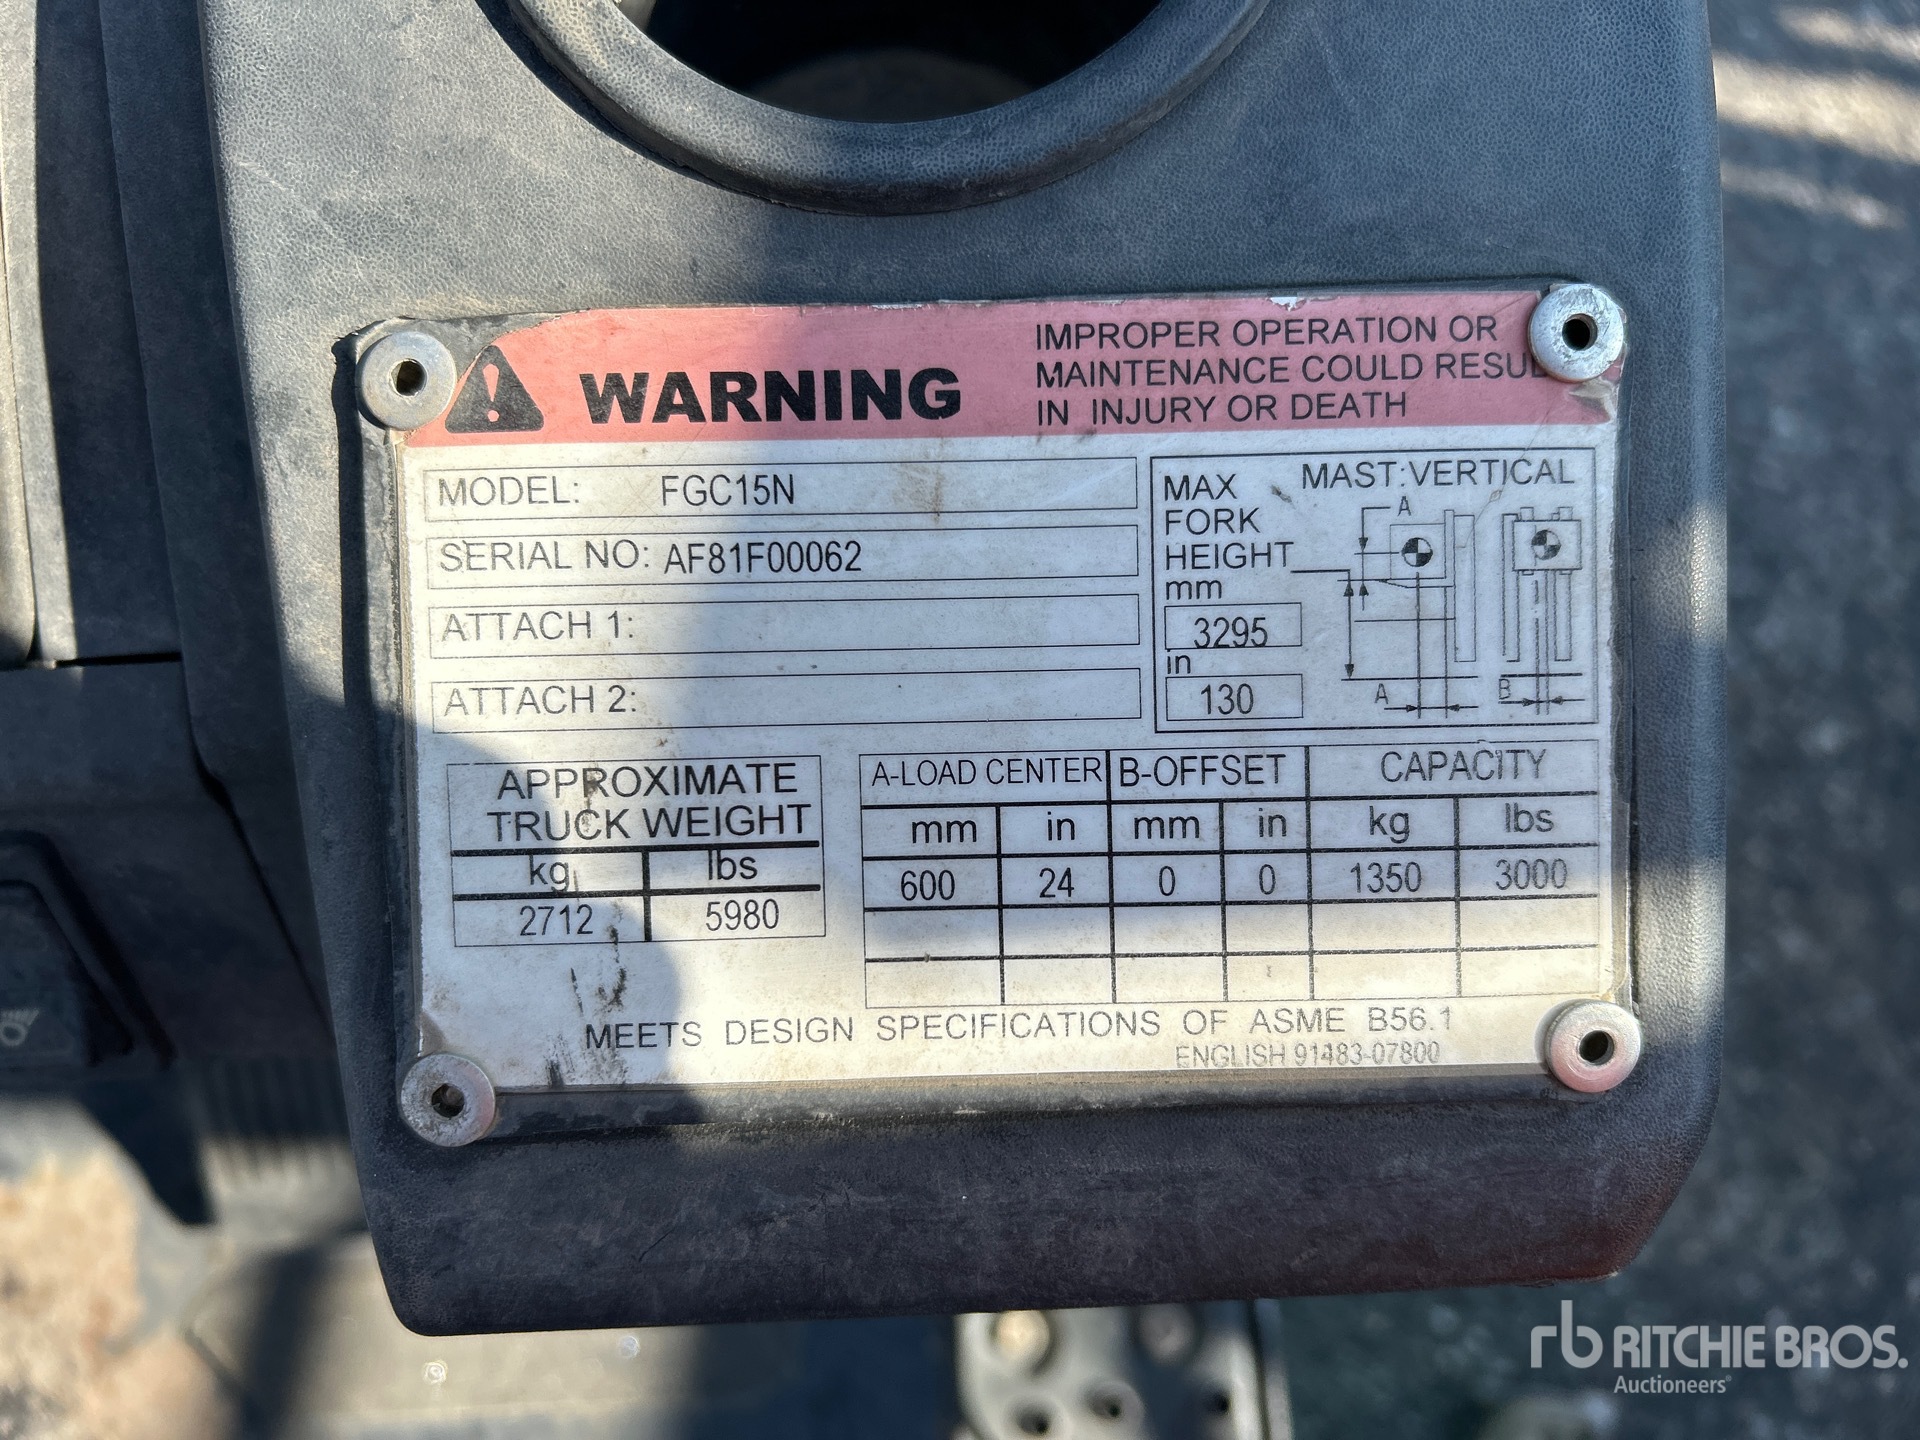 WARNING
IMPROPER OPERATION OR
MAINTENANCE COULD RESUL
IN INJURY OR DEATH
MODEL: FGC15N
SERIAL NO: AF81F00062
ATTACH 1:
ATTACH 2:
MAX FORK HEIGHT
MAST:VERTICAL
mm
3295
in
130
A
A
B
APPROXIMATE
TRUCK WEIGHT
kg lbs
2712 5980
A-LOAD CENTER B-OFFSET CAPACITY
mm in mm in kg lbs
600 24 0 0 1350 3000
MEETS DESIGN SPECIFICATIONS OF ASME B56.1
ENGLISH 91483-07800
rb RITCHIE BROS.
Auctioneers